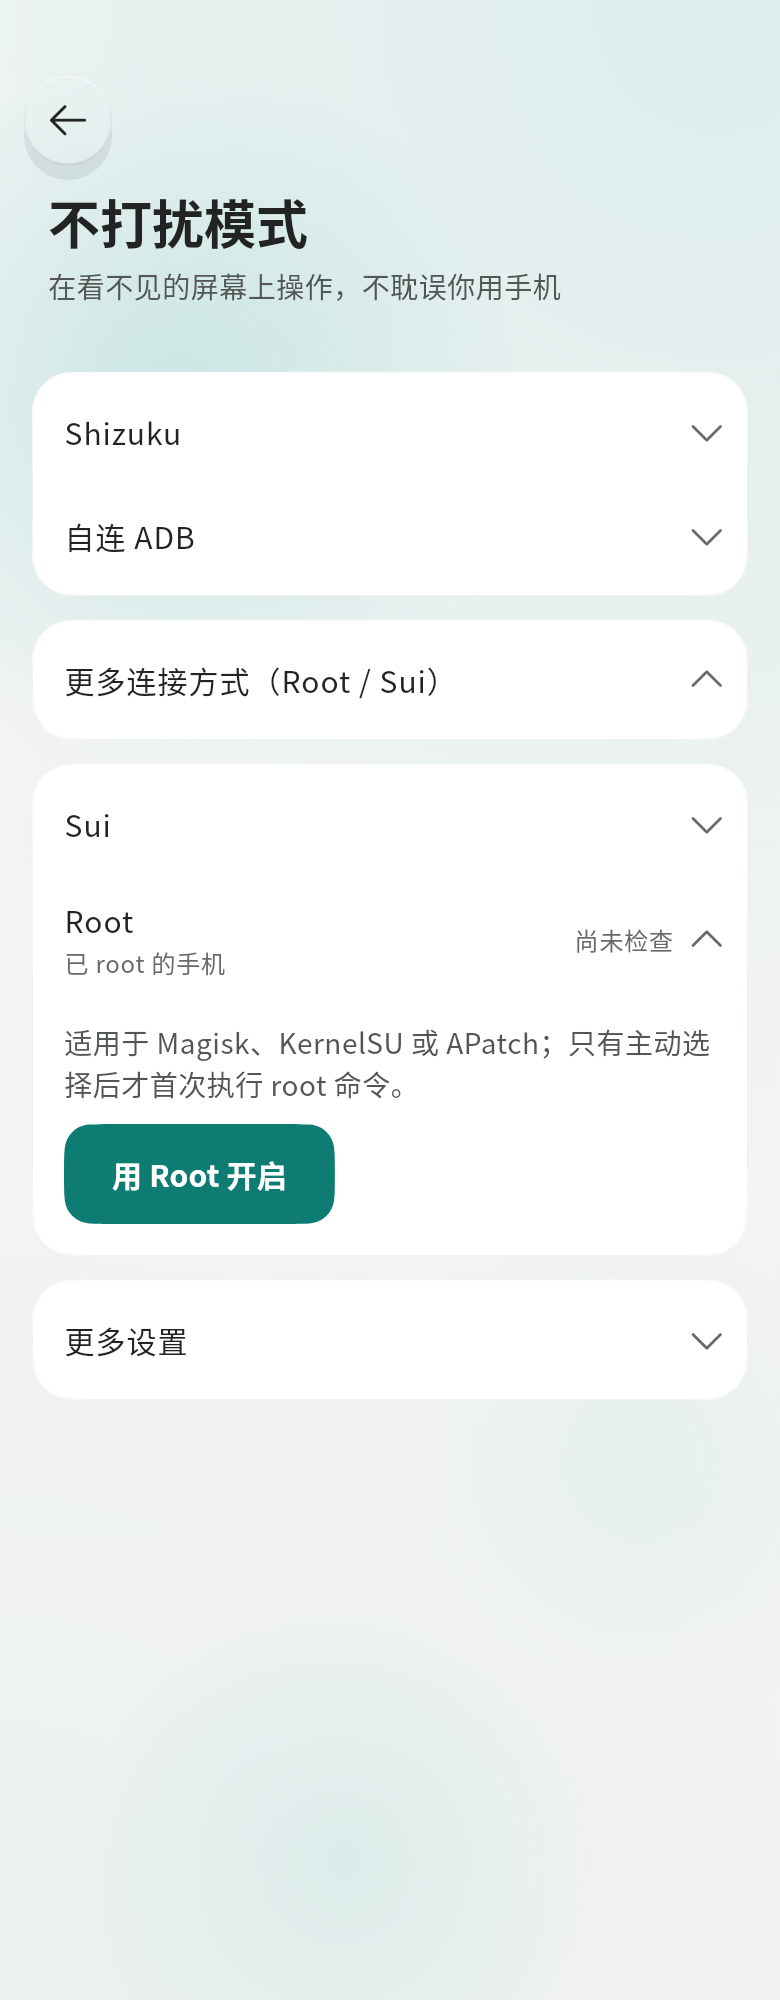 不打扰模式
在看不见的屏幕上操作，不耽误你用手机
Shizuku
自连 ADB
更多连接方式（Root / Sui）
Sui
Root
已 root 的手机
尚未检查
适用于 Magisk、KernelSU 或 APatch；只有主动选
择后才首次执行 root 命令。
用 Root 开启
更多设置